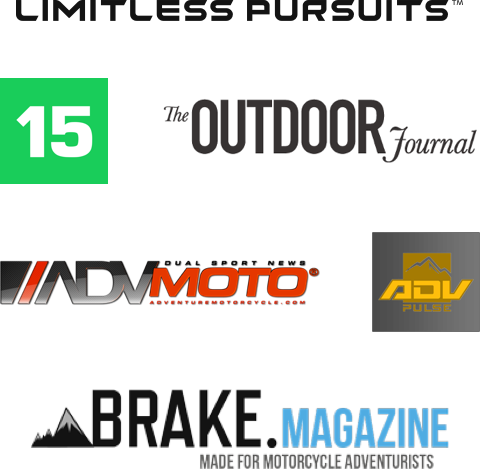 LIMITLESS PURSUITS™
15
The OUTDOOR Journal
DUAL SPORT NEWS
ADVMOTO®
ADVENTUREMOTORCYCLE.COM
ADV
PULSE
BRAKE.MAGAZINE
MADE FOR MOTORCYCLE ADVENTURISTS